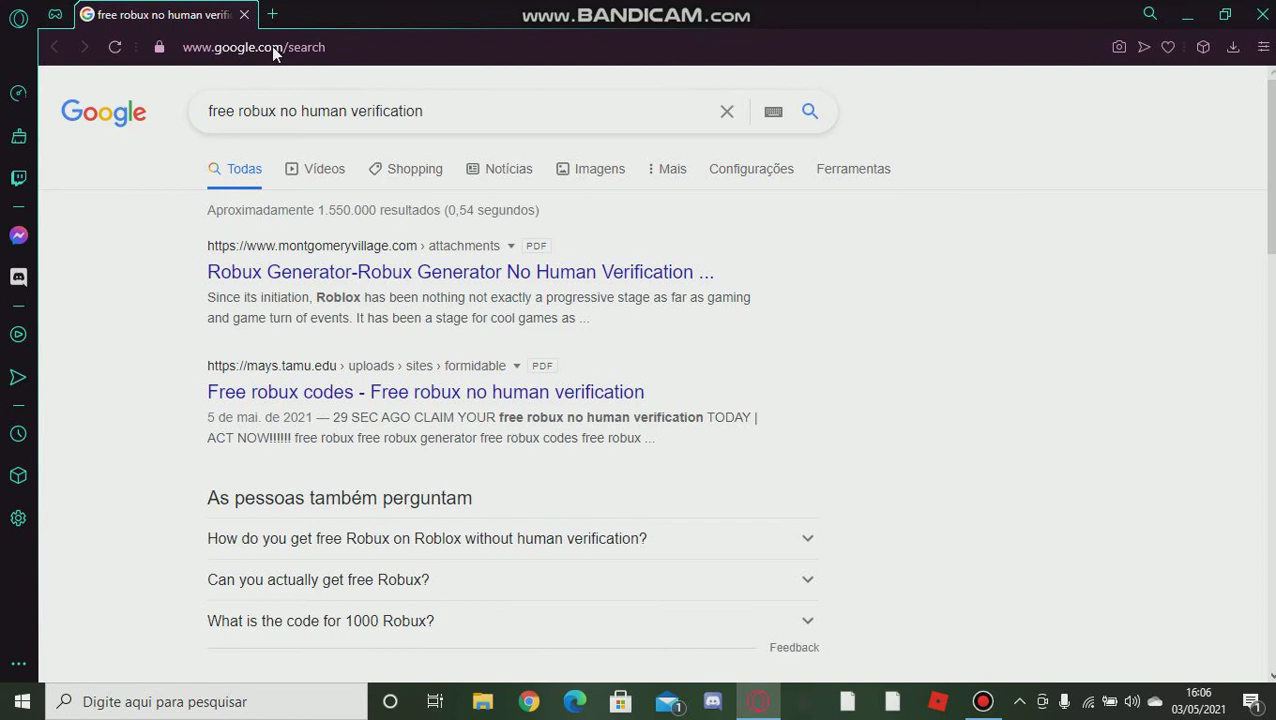 www.BANDICAM.com
free robux no human verific
www.google.com/search
Google
free robux no human verification
Todas
Vídeos
Shopping
Notícias
Imagens
Mais
Configurações
Ferramentas
Aproximadamente 1.550.000 resultados (0,54 segundos)
https://www.montgomeryvillage.com › attachments PDF
Robux Generator-Robux Generator No Human Verification ...
Since its initiation, Roblox has been nothing not exactly a progressive stage as far as gaming
and game turn of events. It has been a stage for cool games as ...
https://mays.tamu.edu › uploads › sites › formidable PDF
Free robux codes - Free robux no human verification
5 de mai. de 2021 — 29 SEC AGO CLAIM YOUR free robux no human verification TODAY |
ACT NOW!!!!!! free robux free robux generator free robux codes free robux ...
As pessoas também perguntam
How do you get free Robux on Roblox without human verification?
Can you actually get free Robux?
What is the code for 1000 Robux?
Feedback
Digite aqui para pesquisar
1
16:06
03/05/2021
1